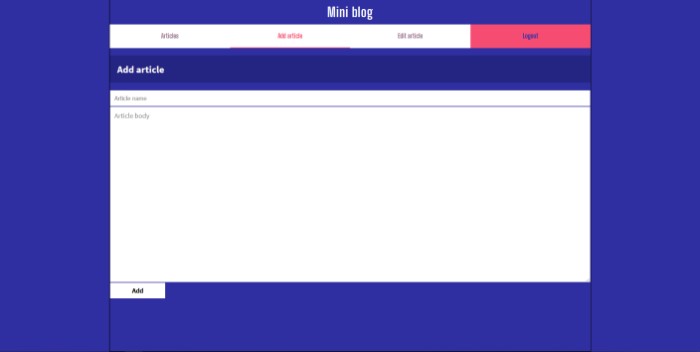 Mini blog
Articles
Add article
Edit article
Logout
Add article
Article name
Article body
Add